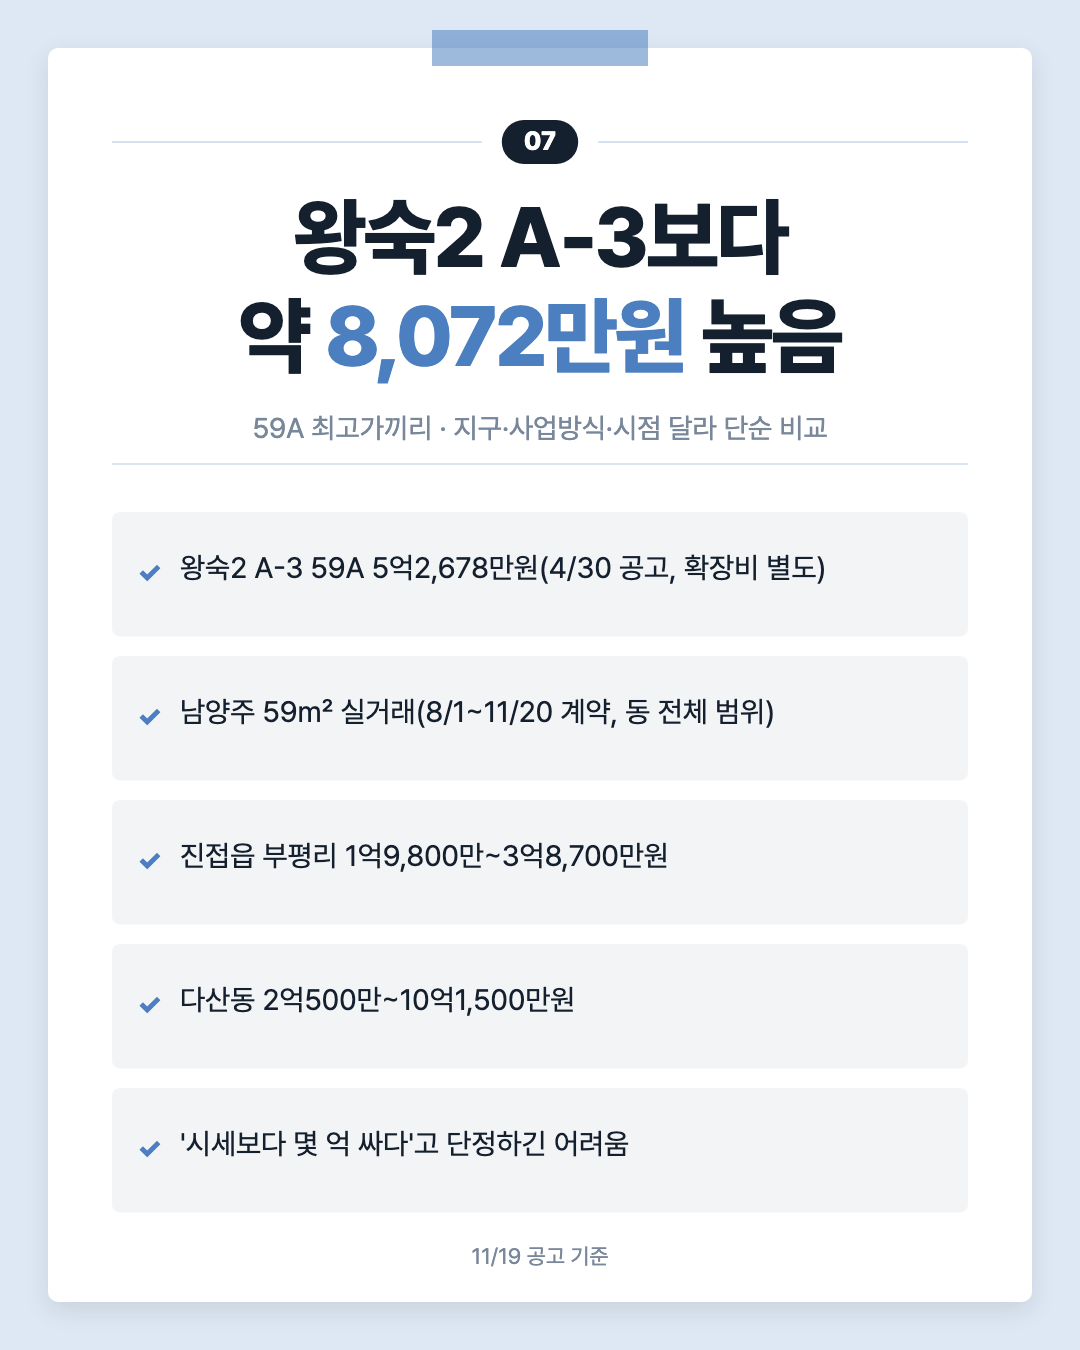 07
왕숙2 A-3보다
약 8,072만원 높음
59A 최고가끼리 · 지구·사업방식·시점 달라 단순 비교
왕숙2 A-3 59A 5억2,678만원(4/30 공고, 확장비 별도)
남양주 59m² 실거래(8/1~11/20 계약, 동 전체 범위)
진접읍 부평리 1억9,800만~3억8,700만원
다산동 2억500만~10억1,500만원
'시세보다 몇 억 싸다'고 단정하긴 어려움
11/19 공고 기준